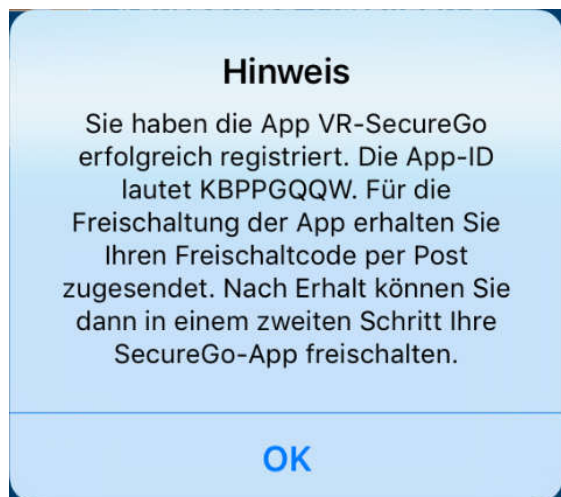 Hinweis
Sie haben die App VR-SecureGo
erfolgreich registriert. Die App-ID
lautet KBPPGQQW. Für die
Freischaltung der App erhalten Sie
Ihren Freischaltcode per Post
zugesendet. Nach Erhalt können Sie
dann in einem zweiten Schritt Ihre
SecureGo-App freischalten.
OK